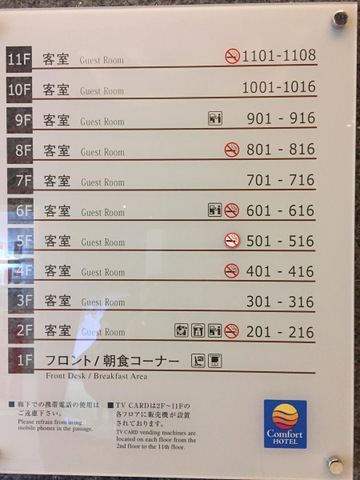 11F 客室 Guest Room 1101-1108
10F 客室 Guest Room 1001-1016
9F 客室 Guest Room 901 - 916
8F 客室 Guest Room 801 - 816
7F 客室 Guest Room 701 - 716
6F 客室 Guest Room 601 - 616
5F 客室 Guest Room 501 - 516
4F 客室 Guest Room 401 - 416
3F 客室 Guest Room 301 - 316
2F 客室 Guest Room 201 - 216
1F フロント/朝食コーナー
Front Desk / Breakfast Area
■廊下での携帯電話の使用は
ご遠慮下さい。
Please refrain from using
mobile phones in the passage.
■TV CARDは2F~11Fの
各フロアに販売機が設置
されております。
TV CARD vending machines are
located on each floor from the
2nd floor to the 11th floor.
Comfort
HOTEL